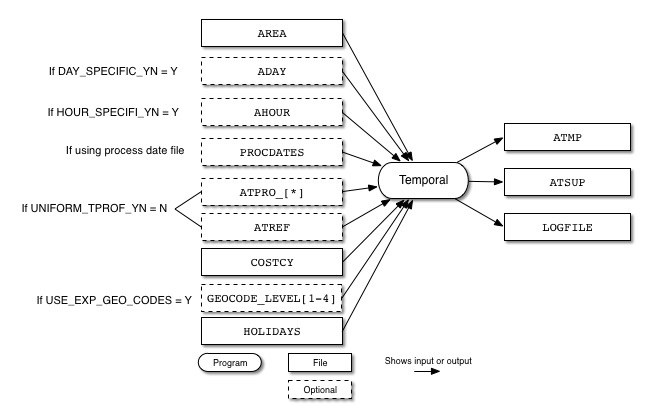 AREA
If DAY_SPECIFIC_YN = Y
ADAY
If HOUR_SPECIFI_YN = Y
AHOUR
If using process date file
PROCDATES
If UNIFORM_TPROF_YN = N
ATPRO_[*]
ATREF
COSTCY
If USE_EXP_GEO_CODES = Y
GEOCODE_LEVEL[1-4]
HOLIDAYS
Temporal
ATMP
ATSUP
LOGFILE
Program
File
Optional
Shows input or output